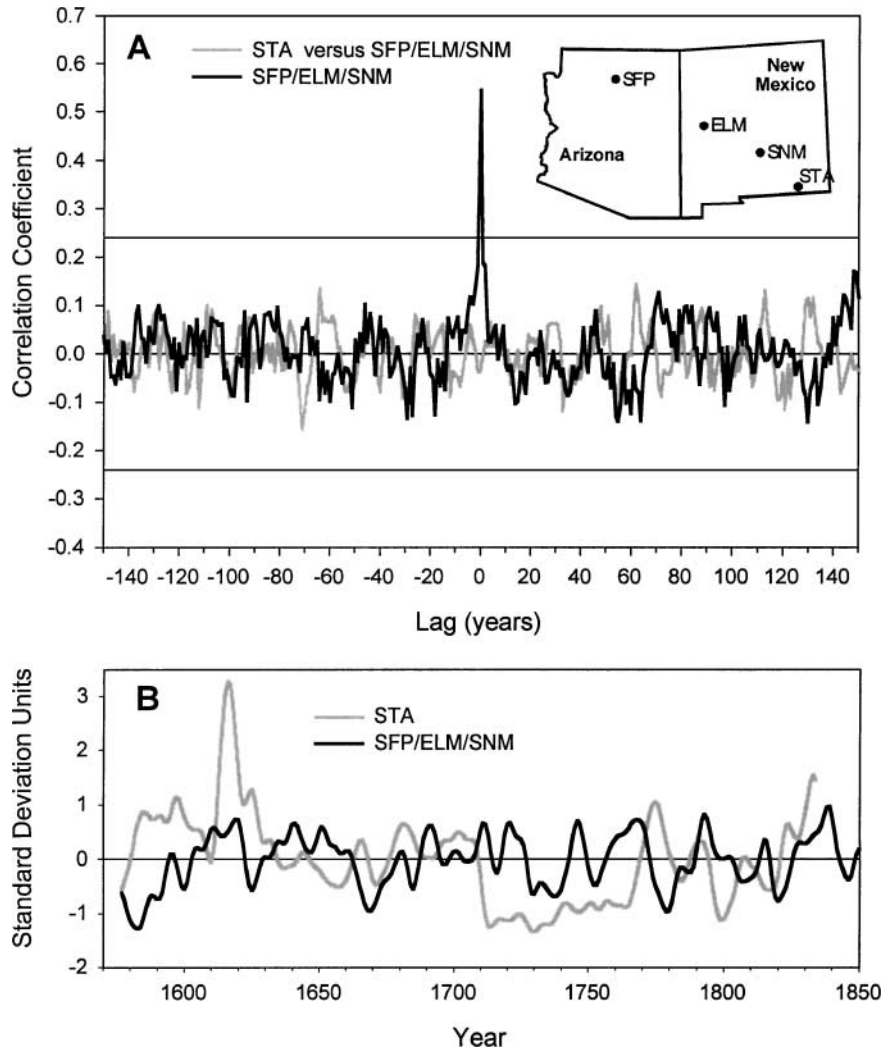 A
STA versus SFP/ELM/SNM
SFP/ELM/SNM
New
Mexico
SFP
ELM
SNM
STA
Arizona
Correlation Coefficient
0.7
0.6
0.5
0.4
0.3
0.2
0.1
0.0
-0.1
-0.2
-0.3
-0.4
-140 -120 -100 -80 -60 -40 -20 0 20 40 60 80 100 120 140
Lag (years)
B
STA
SFP/ELM/SNM
Standard Deviation Units
3
2
1
0
-1
-2
1600 1650 1700 1750 1800 1850
Year